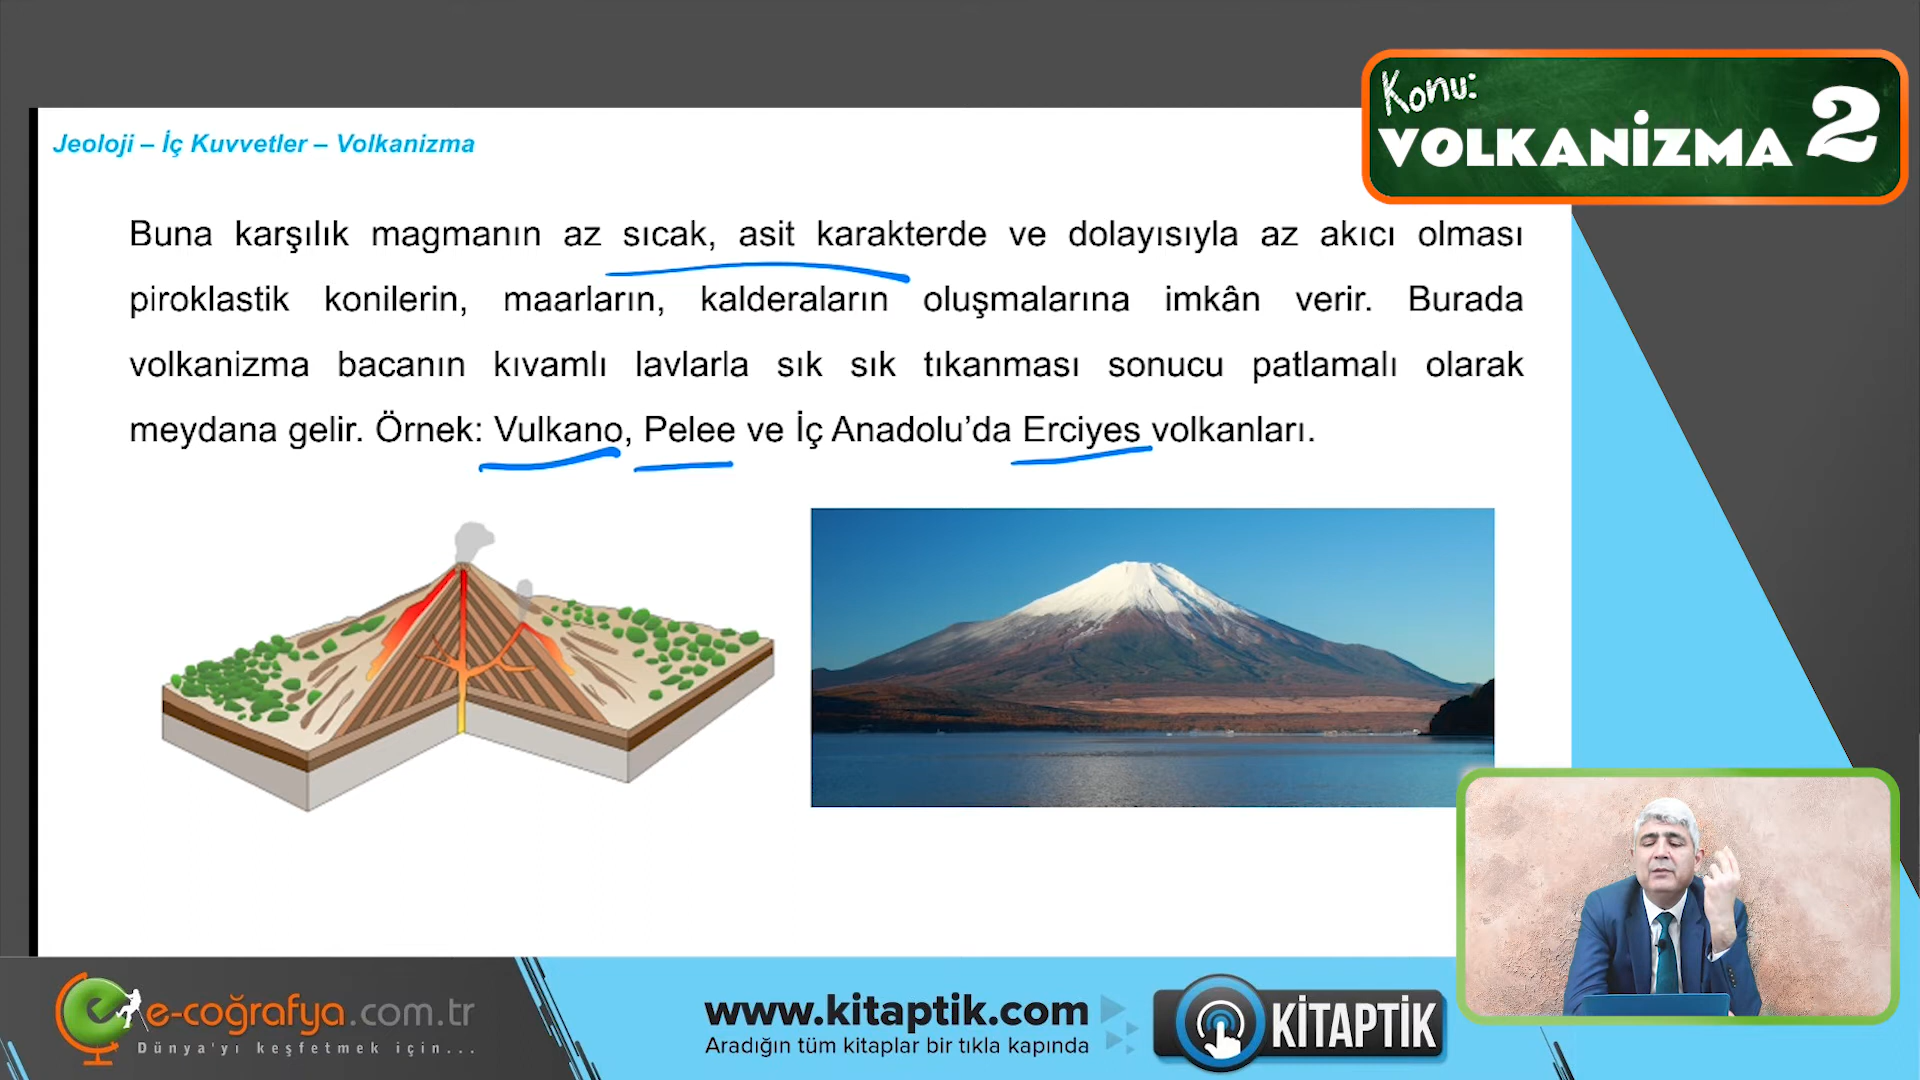 Konu:
VOLKANİZMA 2
Jeoloji – İç Kuvvetler – Volkanizma
Buna karşılık magmanın az sıcak, asit karakterde ve dolayısıyla az akıcı olması
piroklastik konilerin, maarların, kalderaların oluşmalarına imkân verir. Burada
volkanizma bacanın kıvamlı lavlarla sık sık tıkanması sonucu patlamalı olarak
meydana gelir. Örnek: Vulkano, Pelee ve İç Anadolu’da Erciyes volkanları.
e-coğrafya.com.tr
Dünya'yı keşfetmek için...
www.kitaptik.com
Aradığın tüm kitaplar bir tıkla kapında
KİTAPTIK